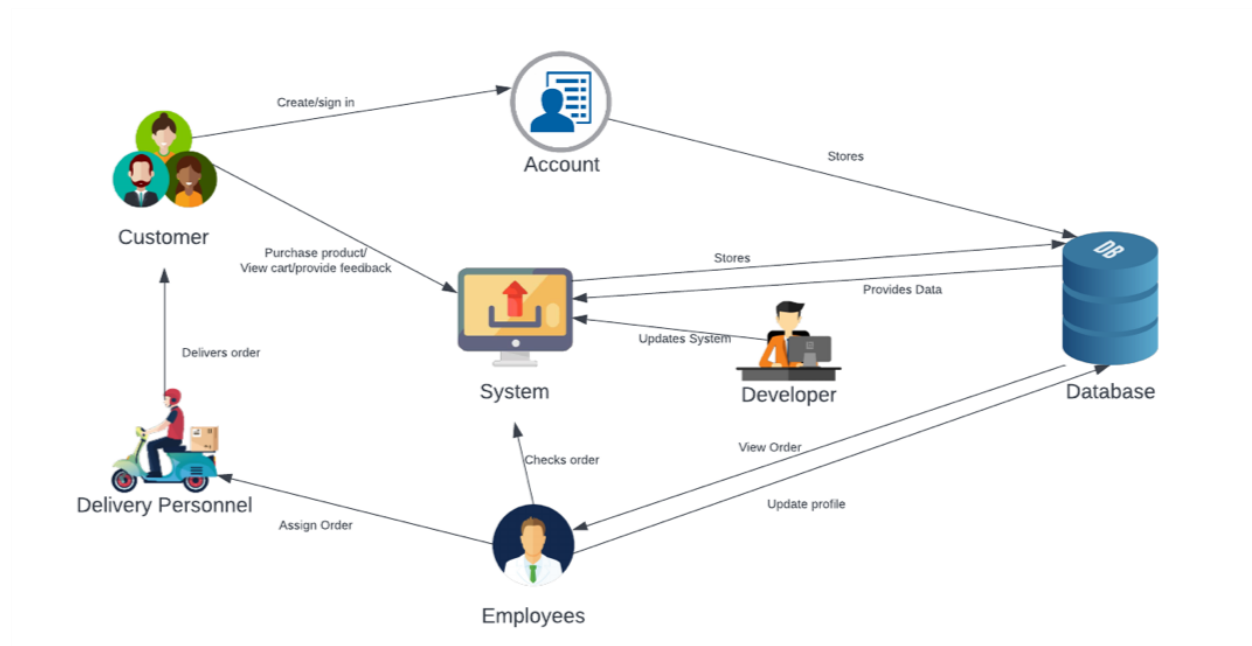 Create/sign in
Account
Stores
Customer
Purchase product/
View cart/provide feedback
Stores
DB
Provides Data
Updates System
Delivers order
System
Developer
Database
View Order
Checks order
Delivery Personnel
Update profile
Assign Order
Employees